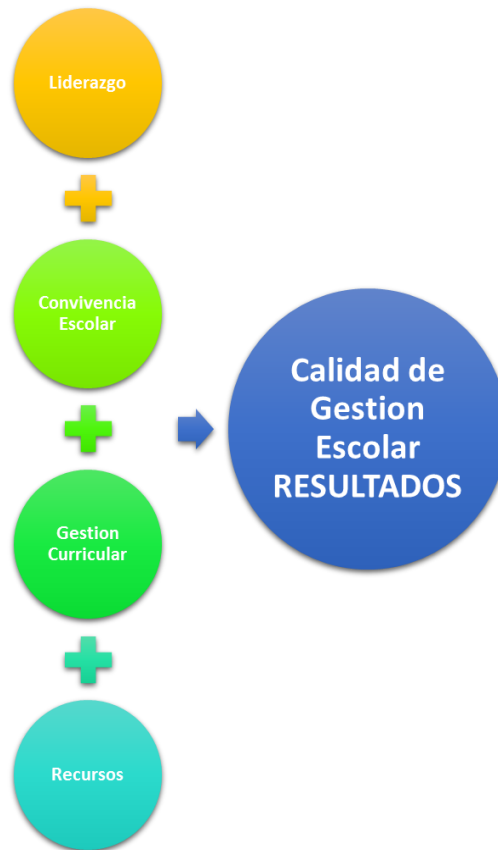 Liderazgo
Convivencia
Escolar
Gestion
Curricular
Recursos
Calidad de
Gestion
Escolar
RESULTADOS